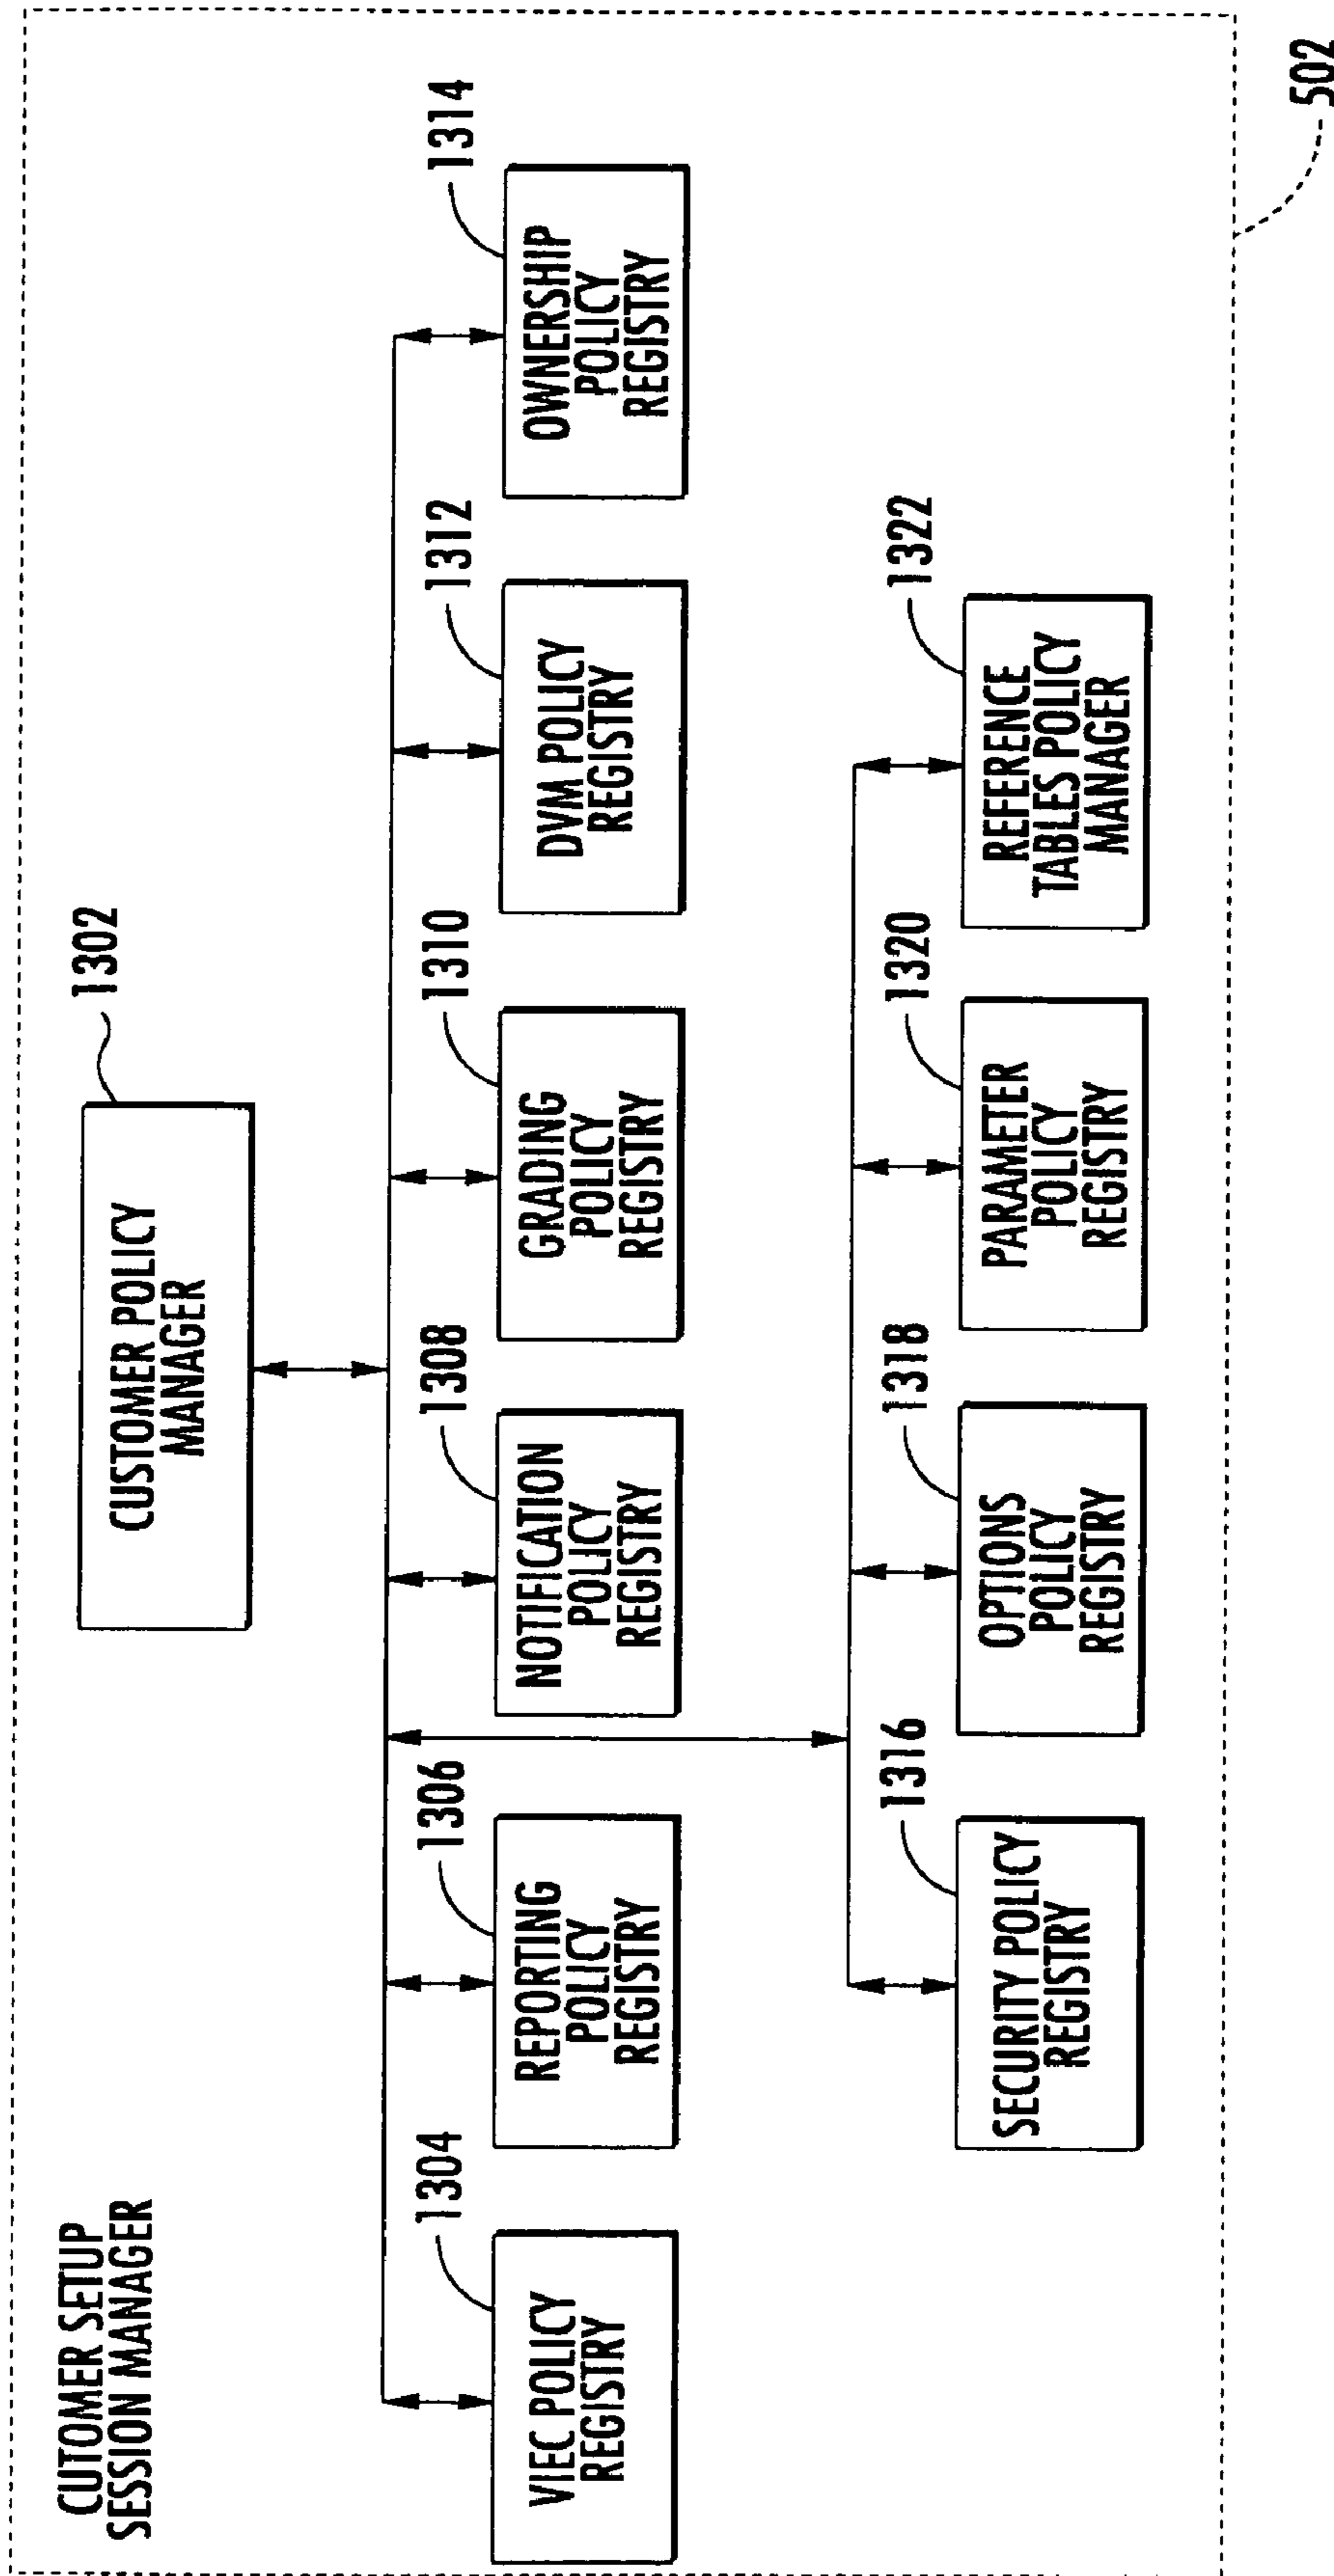 CUTOMER SETUP
SESSION MANAGER
1302
CUSTOMER POLICY
MANAGER
1304
VIEC POLICY
REGISTRY
1306
REPORTING
POLICY
REGISTRY
1308
NOTIFICATION
POLICY
REGISTRY
1310
GRADING
POLICY
REGISTRY
1312
DVM POLICY
REGISTRY
1314
OWNERSHIP
POLICY
REGISTRY
1316
SECURITY POLICY
REGISTRY
1318
OPTIONS
POLICY
REGISTRY
1320
PARAMETER
POLICY
REGISTRY
1322
REFERENCE
TABLES POLICY
MANAGER
502